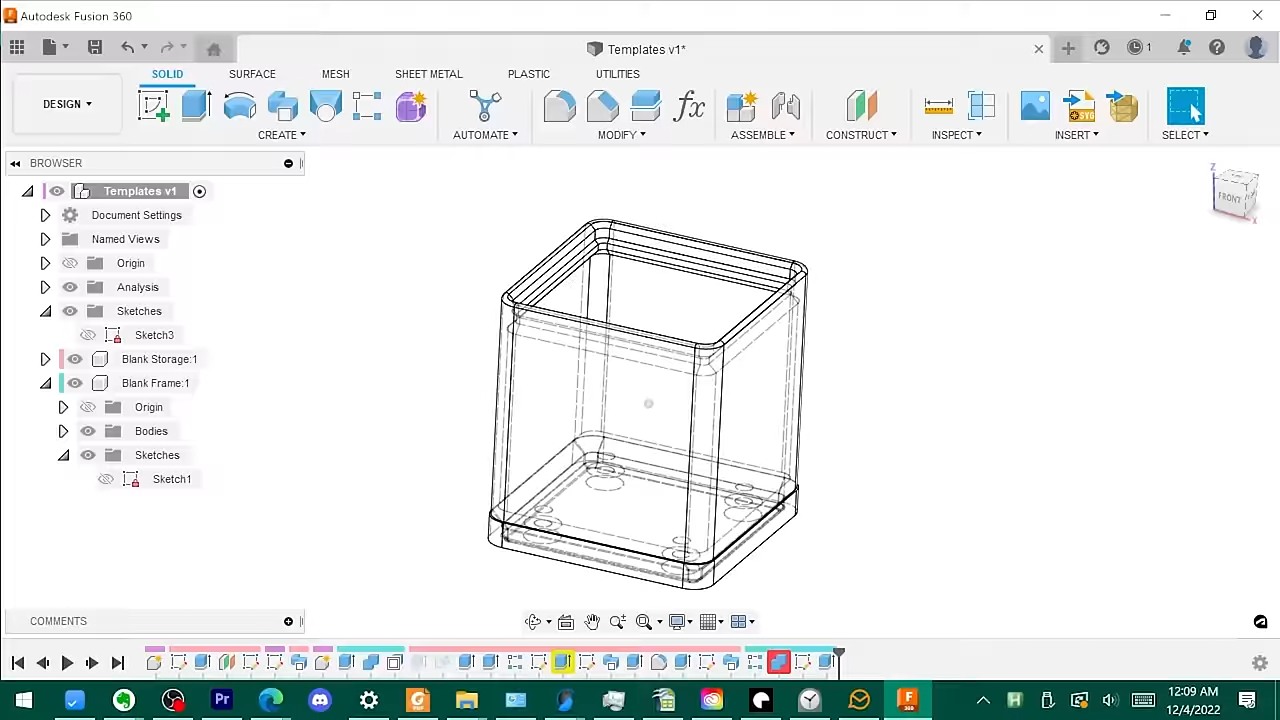 Autodesk Fusion 360
Templates v1*
1
DESIGN
SOLID
SURFACE
MESH
SHEET METAL
PLASTIC
UTILITIES
CREATE
AUTOMATE
MODIFY
ASSEMBLE
CONSTRUCT
INSPECT
INSERT
SELECT
BROWSER
Templates v1
Document Settings
Named Views
Origin
Analysis
Sketches
Sketch3
Blank Storage:1
Blank Frame:1
Origin
Bodies
Sketches
Sketch1
Z
FRONT
X
COMMENTS
12:09 AM
12/4/2022